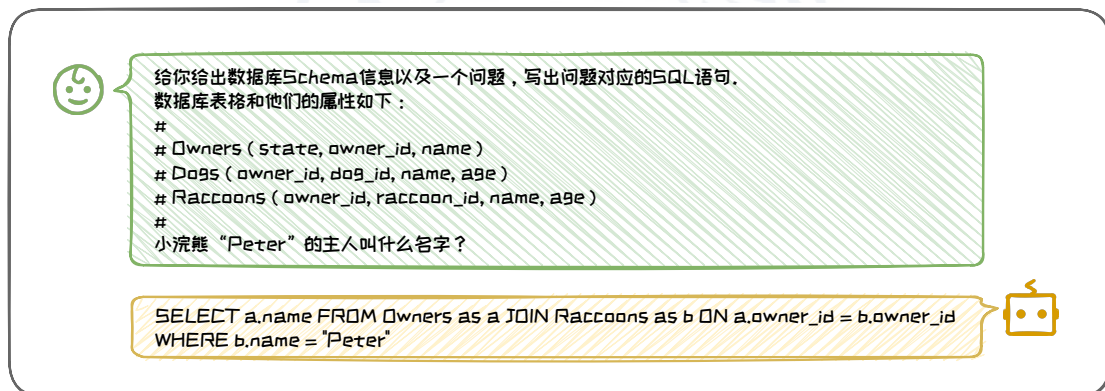 给你给出数据库Schema信息以及一个问题，写出问题对应的SQL语句.
数据库表格和他们的属性如下：
#
# Owners ( state, owner_id, name )
# Dogs ( owner_id, dog_id, name, age )
# Raccoons ( owner_id, raccoon_id, name, age )
#
小浣熊“Peter”的主人叫什么名字？
SELECT a.name FROM Owners as a JOIN Raccoons as b ON a.owner_id = b.owner_id
WHERE b.name = "Peter"